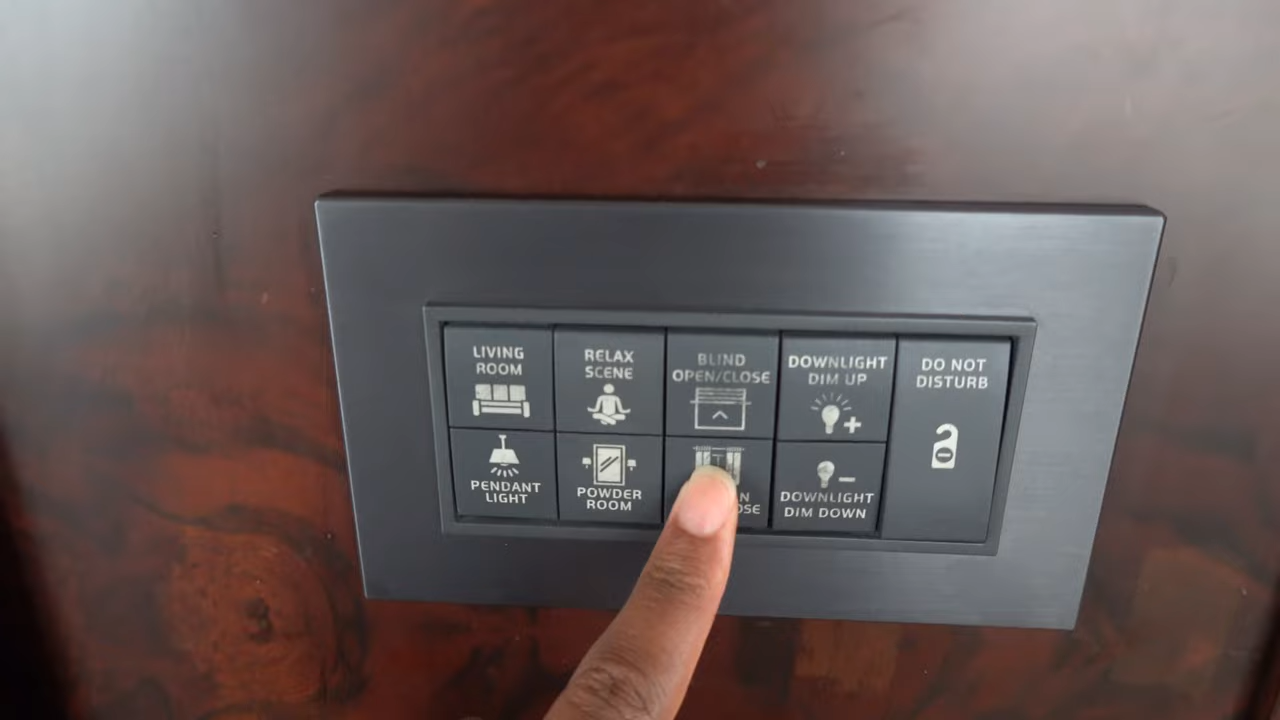 LIVING
ROOM
RELAX
SCENE
BLIND
OPEN/CLOSE
DOWNLIGHT
DIM UP
DO NOT
DISTURB
PENDANT
LIGHT
POWDER
ROOM
DOWNLIGHT
DIM DOWN